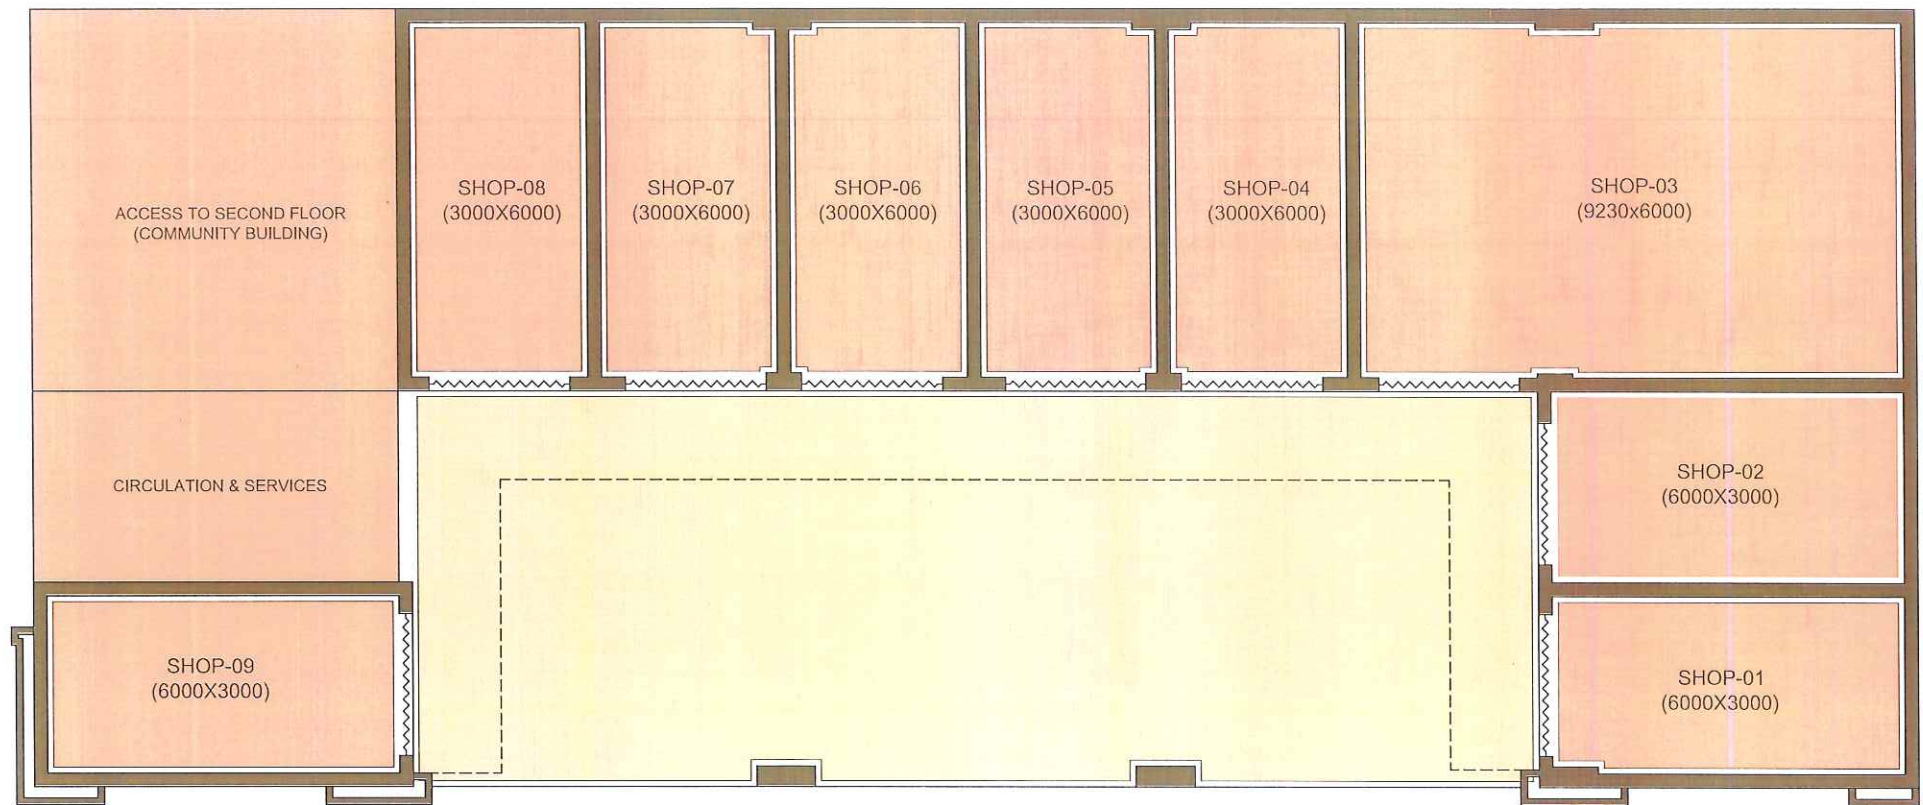 ACCESS TO SECOND FLOOR
(COMMUNITY BUILDING)
SHOP-08
(3000X6000)
SHOP-07
(3000X6000)
SHOP-06
(3000X6000)
SHOP-05
(3000X6000)
SHOP-04
(3000X6000)
SHOP-03
(9230x6000)
CIRCULATION & SERVICES
SHOP-02
(6000X3000)
SHOP-09
(6000X3000)
SHOP-01
(6000X3000)